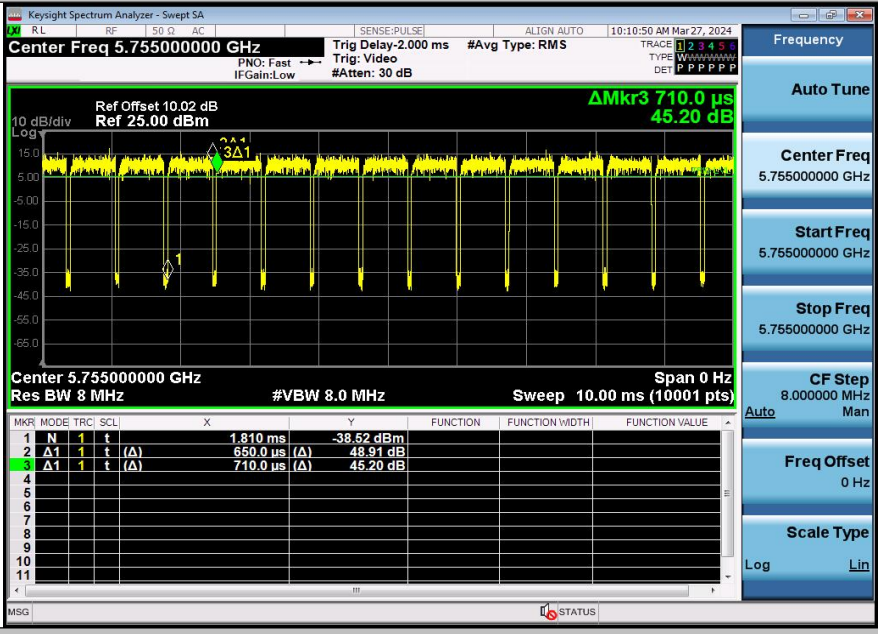 Keysight Spectrum Analyzer - Swept SA
LXI RL RF 50 Ω AC SENSE:PULSE ALIGN AUTO 10:10:50 AM Mar 27, 2024
Center Freq 5.755000000 GHz
PNO: Fast
IFGain:Low
Trig Delay-2.000 ms
Trig: Video
#Atten: 30 dB
#Avg Type: RMS
TRACE 1 2 3 4 5 6
TYPE WWWWWW
DET P P P P P P
Frequency
Auto Tune
Center Freq
5.755000000 GHz
Start Freq
5.755000000 GHz
Stop Freq
5.755000000 GHz
CF Step
8.000000 MHz
Auto Man
Freq Offset
0 Hz
Scale Type
Log Lin
Ref Offset 10.02 dB
10 dB/div Ref 25.00 dBm
ΔMkr3 710.0 µs
45.20 dB
Log
15.0
5.00
-5.00
-15.0
-25.0
-35.0
-45.0
-55.0
-65.0
3Δ1
1
Center 5.755000000 GHz Span 0 Hz
Res BW 8 MHz #VBW 8.0 MHz Sweep 10.00 ms (10001 pts)
MKR MODE TRC SCL X Y FUNCTION FUNCTION WIDTH FUNCTION VALUE
1 N 1 t 1.810 ms -38.52 dBm
2 Δ1 1 t (Δ) 650.0 µs (Δ) 48.91 dB
3 Δ1 1 t (Δ) 710.0 µs (Δ) 45.20 dB
4
5
6
7
8
9
10
11
MSG STATUS